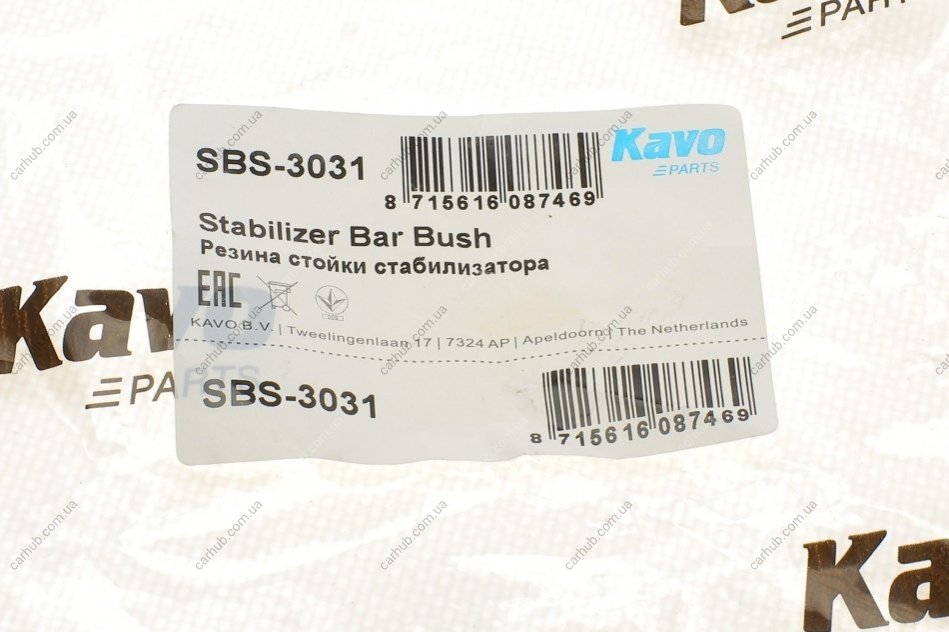 Kavo
PARTS
SBS-3031
8 715616 087469
Kavo
PARTS
Stabilizer Bar Bush
Резина стойки стабилизатора
EAC
KAVO B.V. | Tweelingenlaan 17 | 7324 AP | Apeldoorn | The Netherlands
Kavo
PARTS
SBS-3031
8 715616 087469
Ka
carhub.com.ua